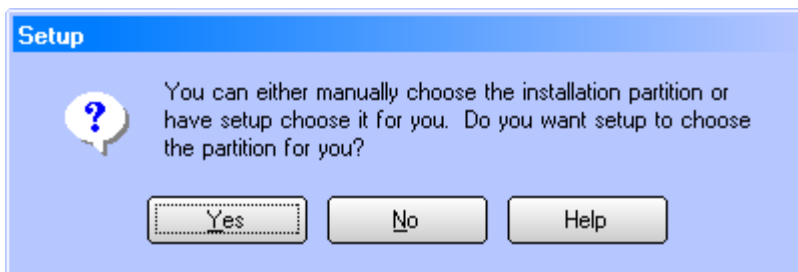 Setup
You can either manually choose the installation partition or
have setup choose it for you.  Do you want setup to choose
the partition for you?
Yes No Help